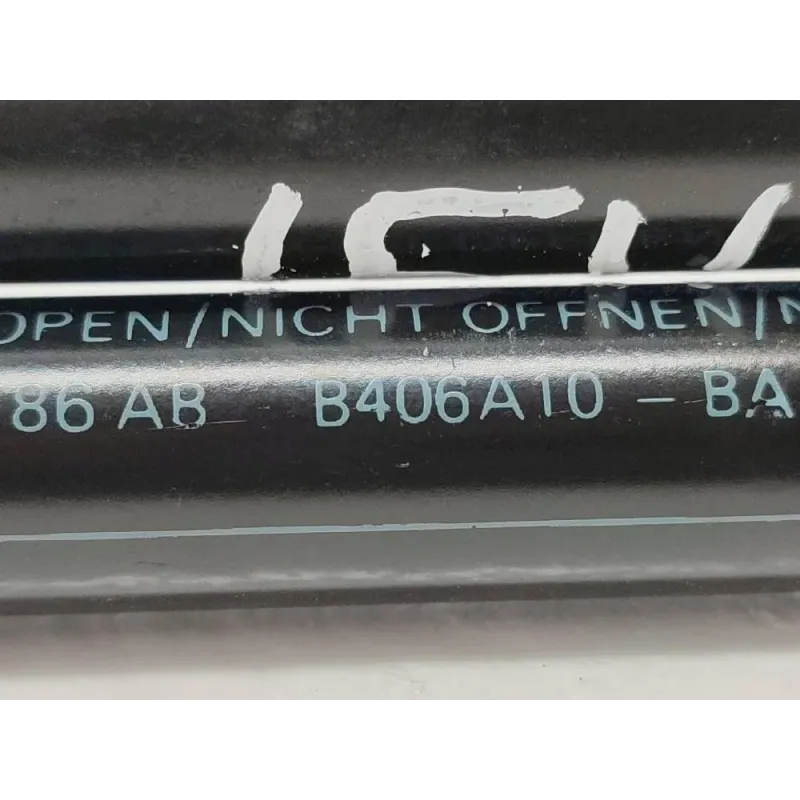 OPEN/NICHT OFFNEN/N
86 AB B406A10 - BA